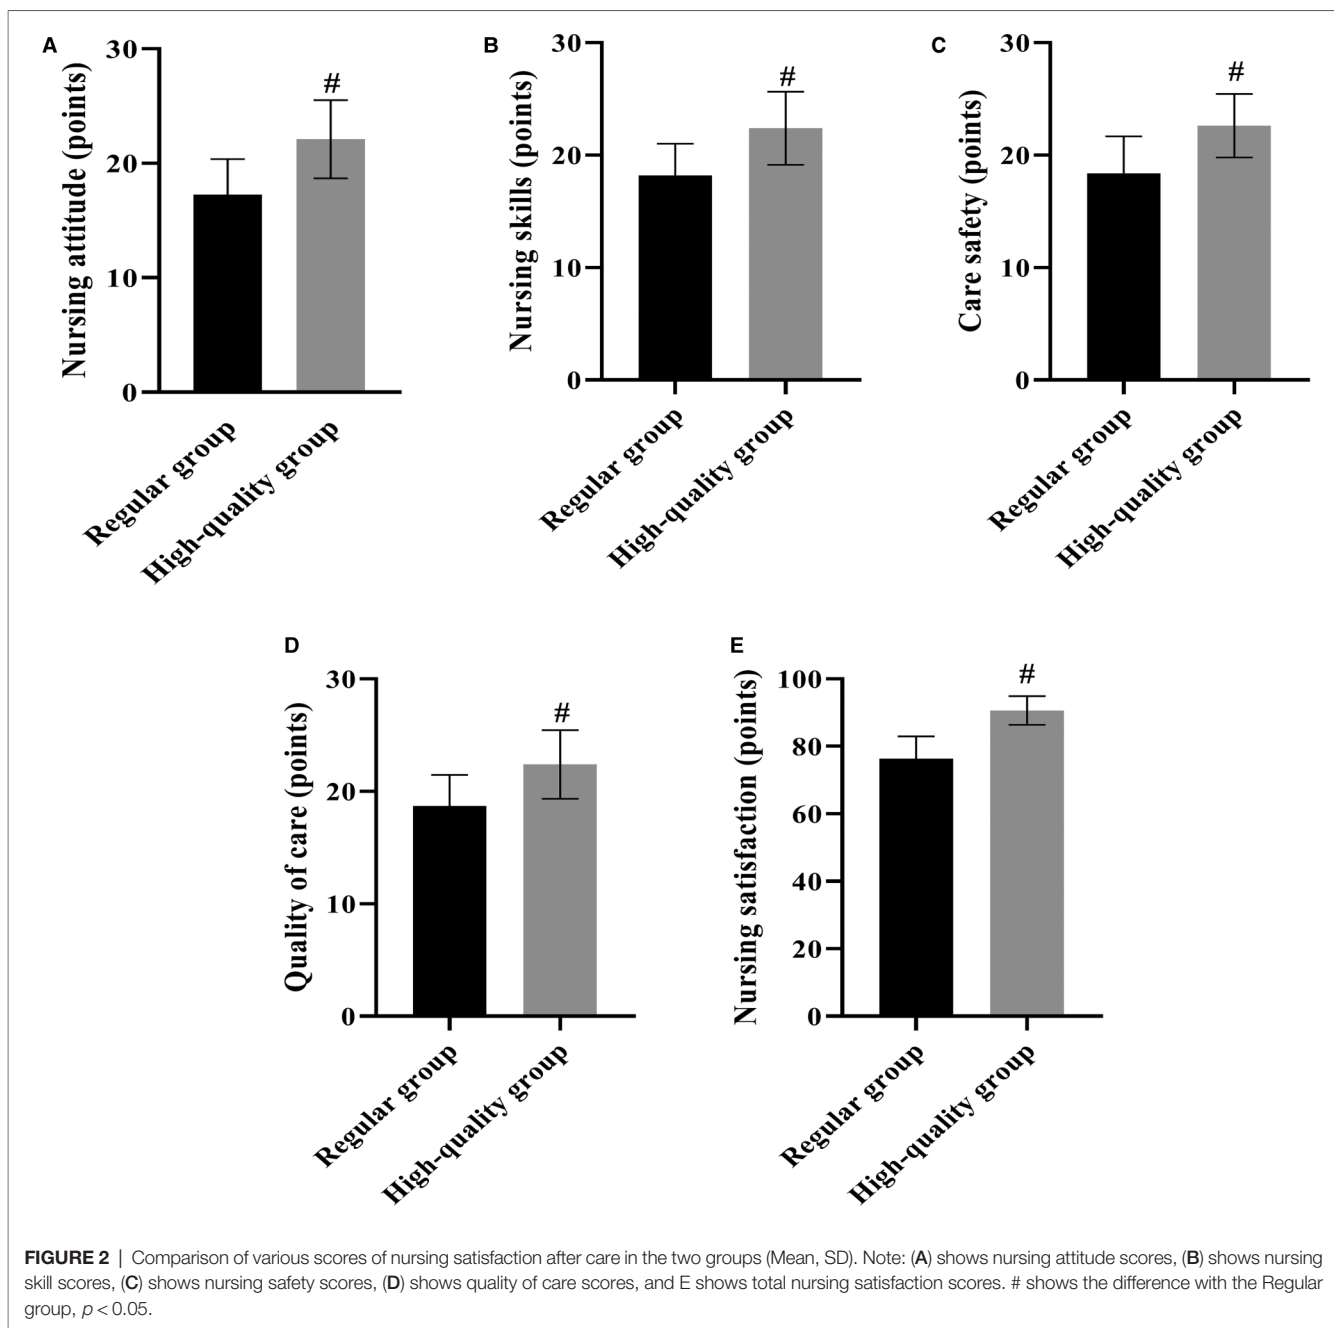 A
30
20
10
0
Nursing attitude (points)
#
Regular group
High-quality group
B
30
20
10
0
Nursing skills (points)
#
Regular group
High-quality group
C
30
20
10
0
Care safety (points)
#
Regular group
High-quality group
D
30
20
10
0
Quality of care (points)
#
Regular group
High-quality group
E
100
80
60
40
20
0
Nursing satisfaction (points)
#
Regular group
High-quality group
FIGURE 2 | Comparison of various scores of nursing satisfaction after care in the two groups (Mean, SD). Note: (A) shows nursing attitude scores, (B) shows nursing
skill scores, (C) shows nursing safety scores, (D) shows quality of care scores, and E shows total nursing satisfaction scores. # shows the difference with the Regular
group, p < 0.05.